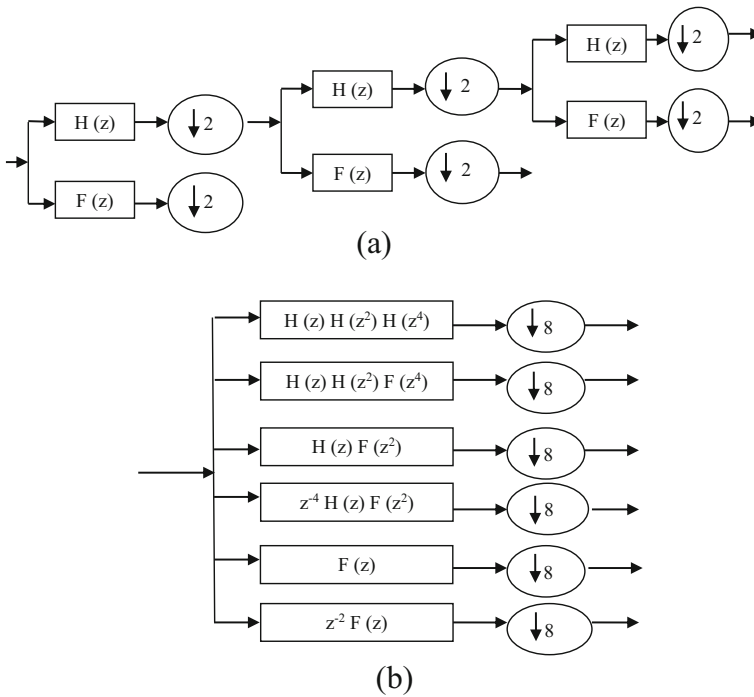 H (z)
↓ 2
F (z)
↓ 2
H (z)
↓ 2
F (z)
↓ 2
H (z)
↓ 2
F (z)
↓ 2
(a)
H (z) H (z²) H (z⁴)
↓ 8
H (z) H (z²) F (z⁴)
↓ 8
H (z) F (z²)
↓ 8
z⁻⁴ H (z) F (z²)
↓ 8
F (z)
↓ 8
z⁻² F (z)
↓ 8
(b)